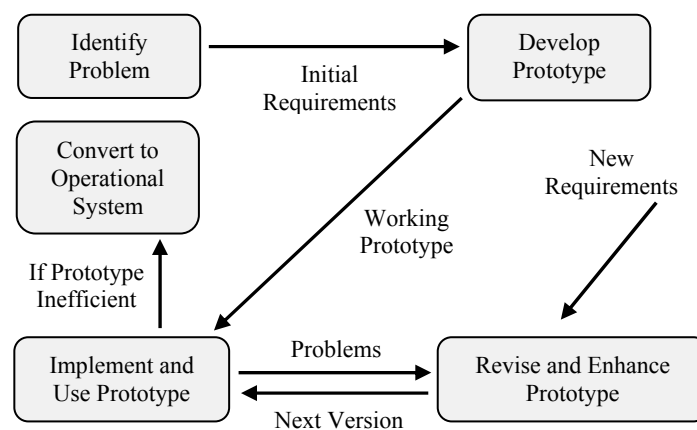 Identify
Problem
Initial
Requirements
Develop
Prototype
Convert to
Operational
System
New
Requirements
Working
Prototype
If Prototype
Inefficient
Implement and
Use Prototype
Problems
Next Version
Revise and Enhance
Prototype